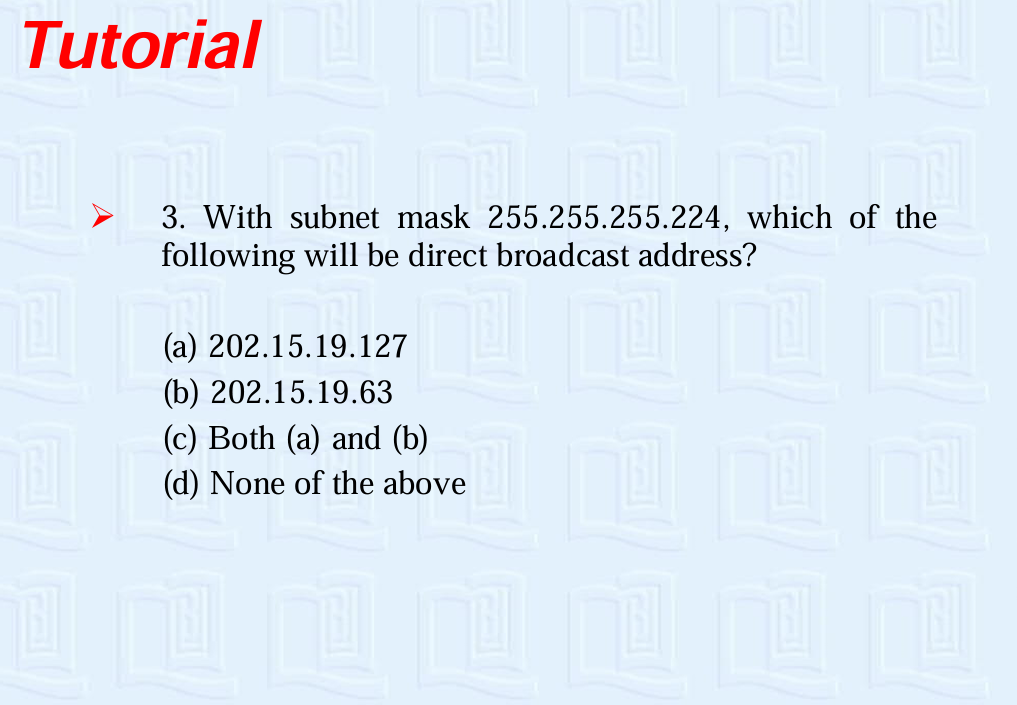 Tutorial
3. With subnet mask 255.255.255.224, which of the
following will be direct broadcast address?
(a) 202.15.19.127
(b) 202.15.19.63
(c) Both (a) and (b)
(d) None of the above